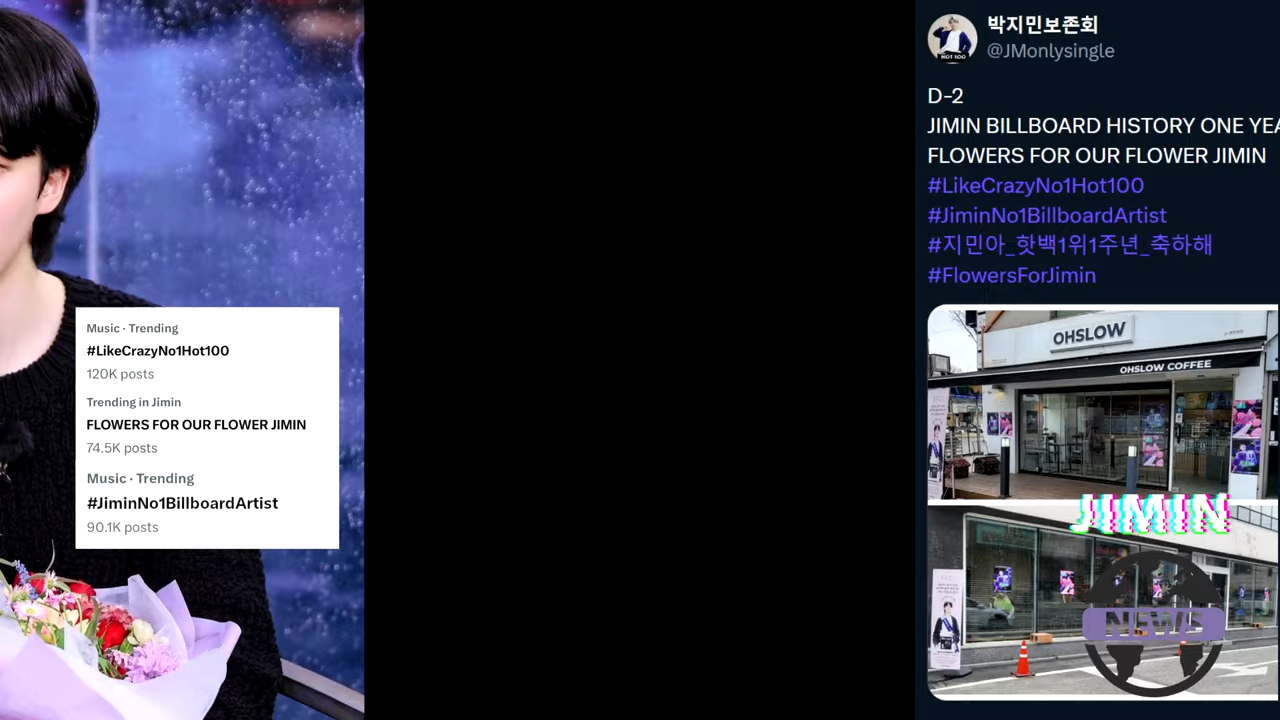 Music · Trending
#LikeCrazyNo1Hot100
120K posts
Trending in Jimin
FLOWERS FOR OUR FLOWER JIMIN
74.5K posts
Music · Trending
#JiminNo1BillboardArtist
90.1K posts
박지민보존회
@JMonlysingle
HOT 100
D-2
JIMIN BILLBOARD HISTORY ONE
FLOWERS FOR OUR FLOWER JIMIN
#LikeCrazyNo1Hot100
#JiminNo1BillboardArtist
#지민아_핫백1위1주년_축하해
#FlowersForJimin
OHSLOW
OHSLOW COFFEE
JIMIN
NEWS